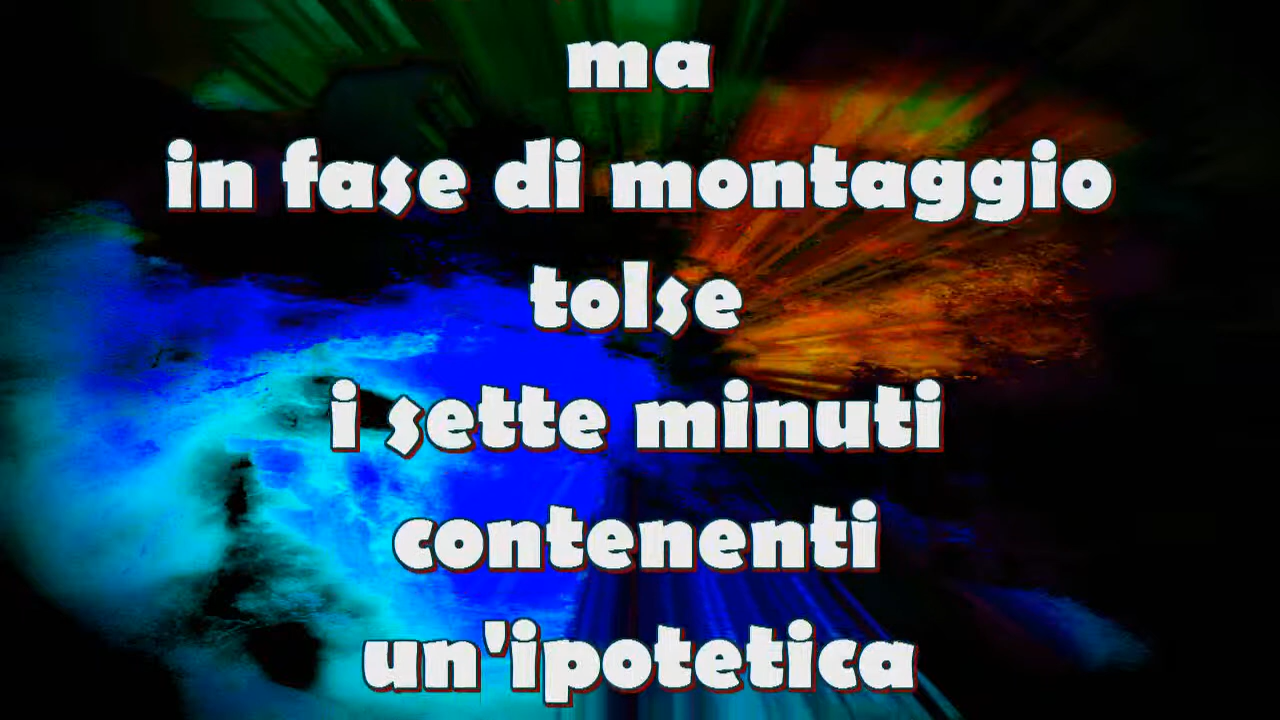 ma
in fase di montaggio
tolse
i sette minuti
contenenti
un'ipotetica